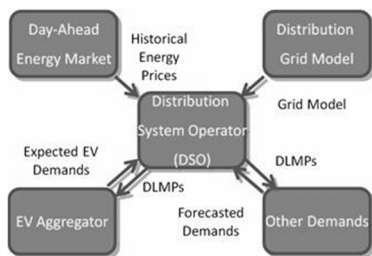 Day-Ahead
Energy Market
Distribution
Grid Model
Historical
Energy
Prices
Distribution
System Operator
(DSO)
Grid Model
Expected EV
Demands
DLMPs
DLMPs
EV Aggregator
Forecasted
Demands
Other Demands